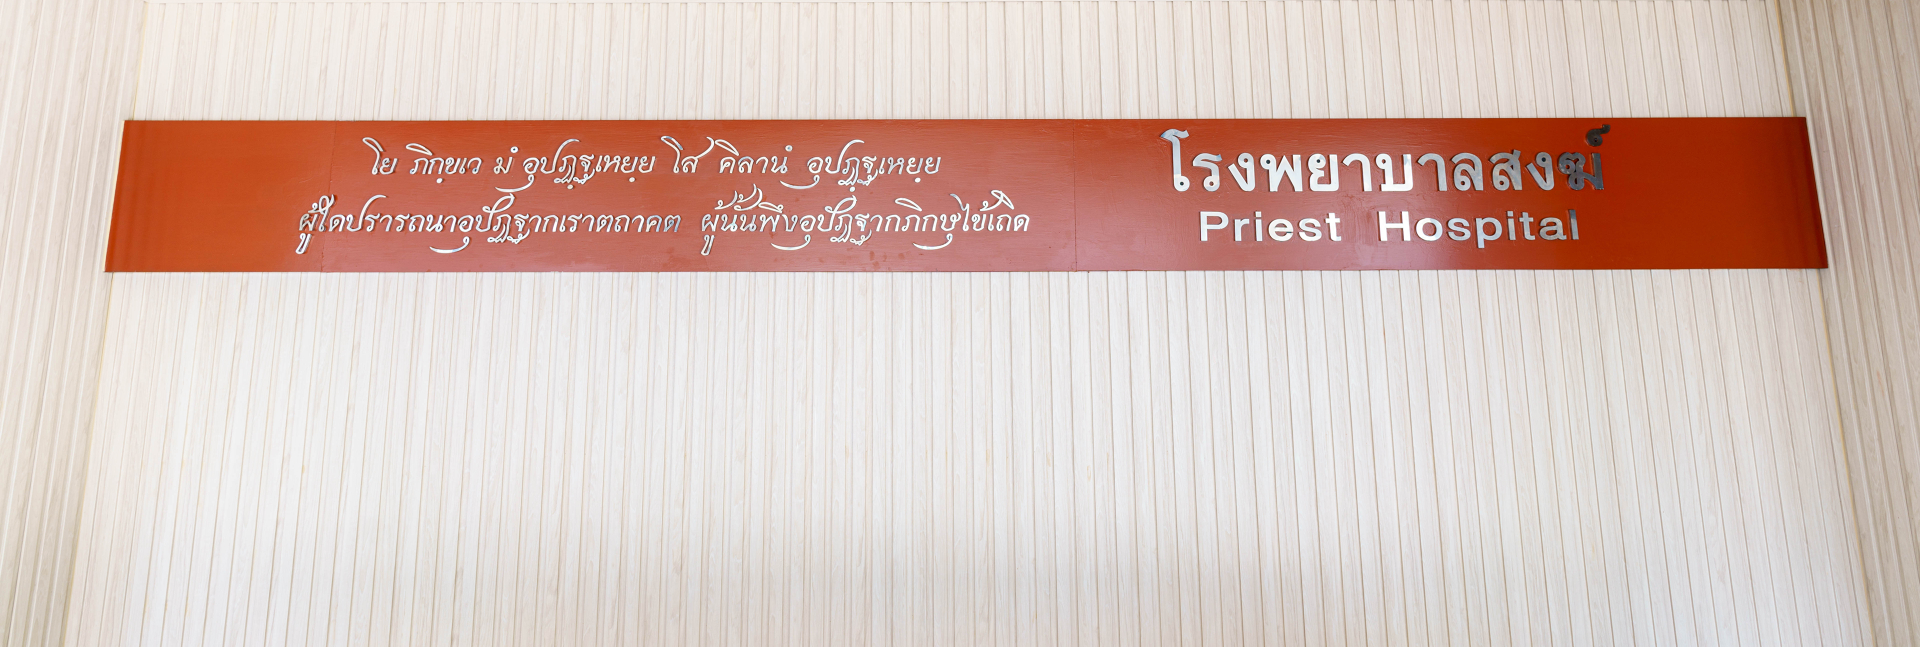 โย ภิกฺขเว มํ อุปฏฺฐเหยฺย โส คิลานํ อุปฏฺฐเหยฺย
ผู้ใดปรารถนาอุปัฏฐากเราตถาคต ผู้นั้นพึงอุปัฏฐากภิกษุไข้เถิด
โรงพยาบาลสงฆ์
Priest Hospital